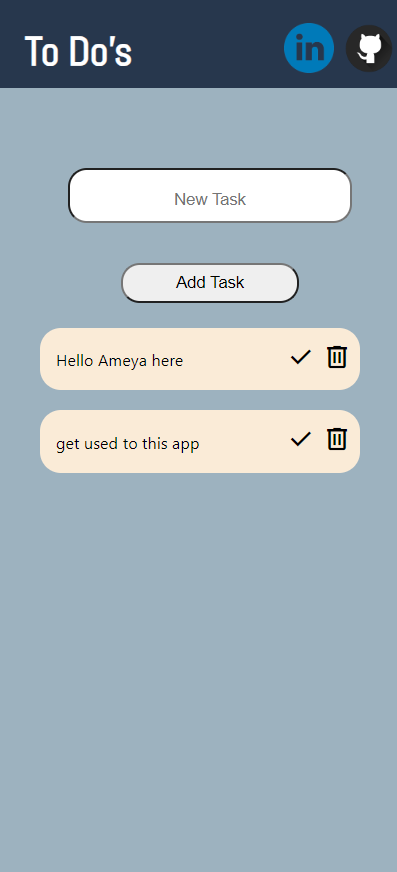 To Do's
in
New Task
Add Task
Hello Ameya here
get used to this app